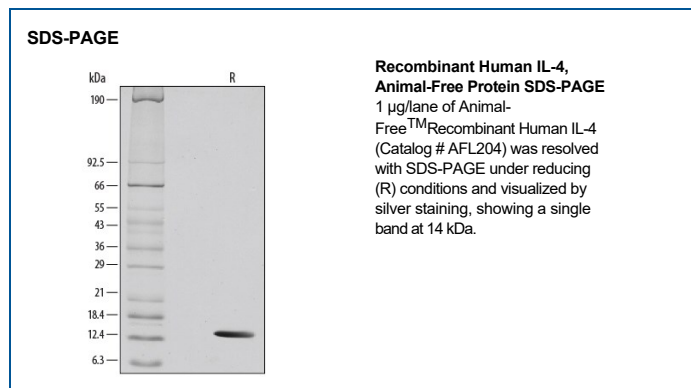 SDS-PAGE
kDa
R
190
92.5
66
55
43
36
29
21
18.4
12.4
6.3
Recombinant Human IL-4,
Animal-Free Protein SDS-PAGE
1 μg/lane of Animal-
Free™Recombinant Human IL-4
(Catalog # AFL204) was resolved
with SDS-PAGE under reducing
(R) conditions and visualized by
silver staining, showing a single
band at 14 kDa.